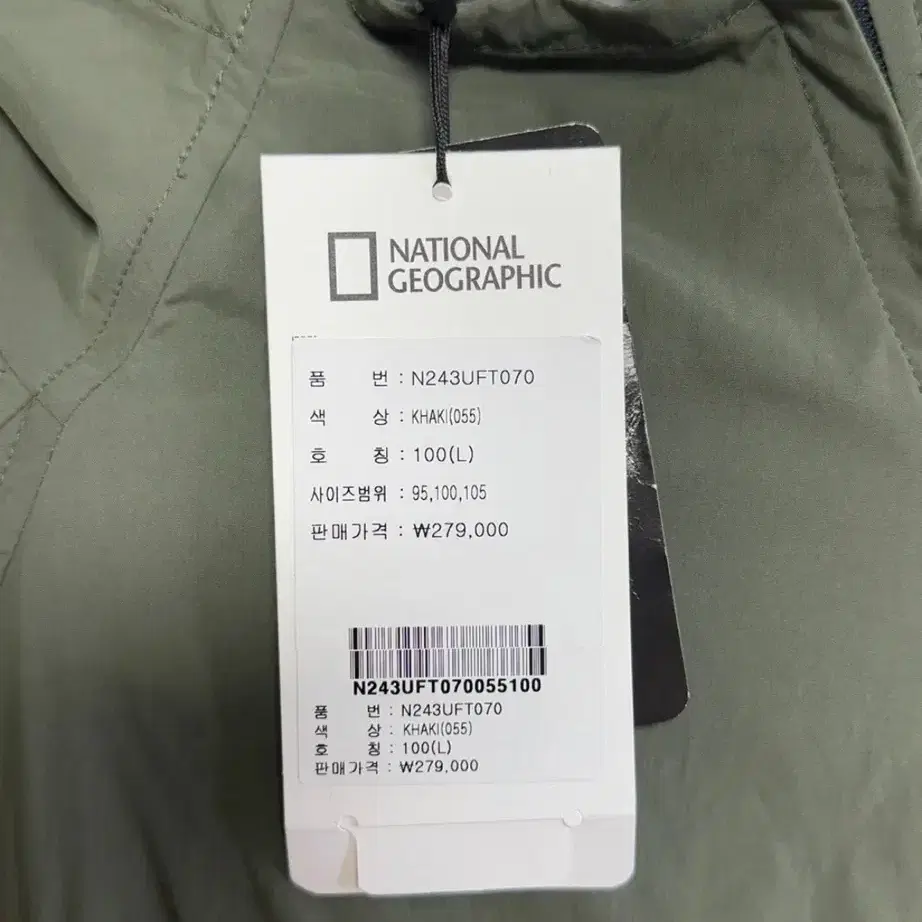 NATIONAL
GEOGRAPHIC
품 번 : N243UFT070
색 상 : KHAKI(055)
호 칭 : 100(L)
사이즈범위 : 95,100,105
판매가격 : ₩279,000
N243UFT070055100
품 번 : N243UFT070
색 상 : KHAKI(055)
호 칭 : 100(L)
판매가격 : ₩279,000